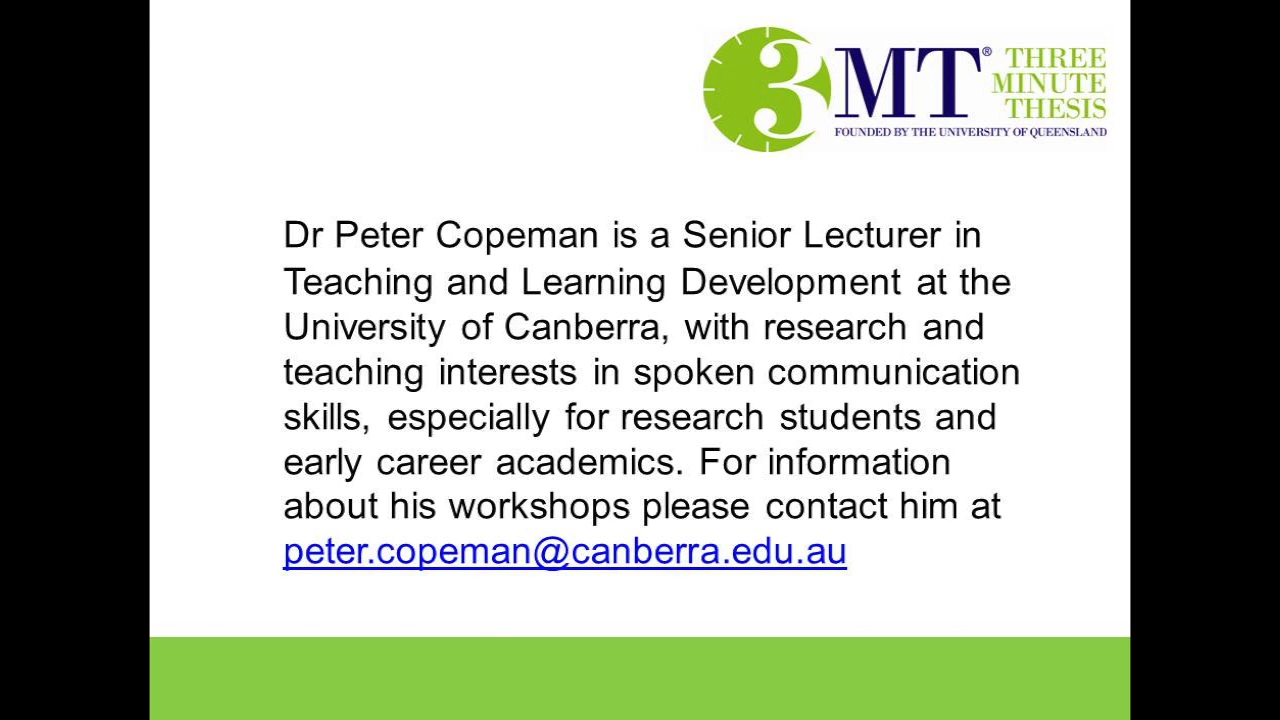 3MT® THREE
MINUTE
THESIS
FOUNDED BY THE UNIVERSITY OF QUEENSLAND
Dr Peter Copeman is a Senior Lecturer in
Teaching and Learning Development at the
University of Canberra, with research and
teaching interests in spoken communication
skills, especially for research students and
early career academics. For information
about his workshops please contact him at
peter.copeman@canberra.edu.au